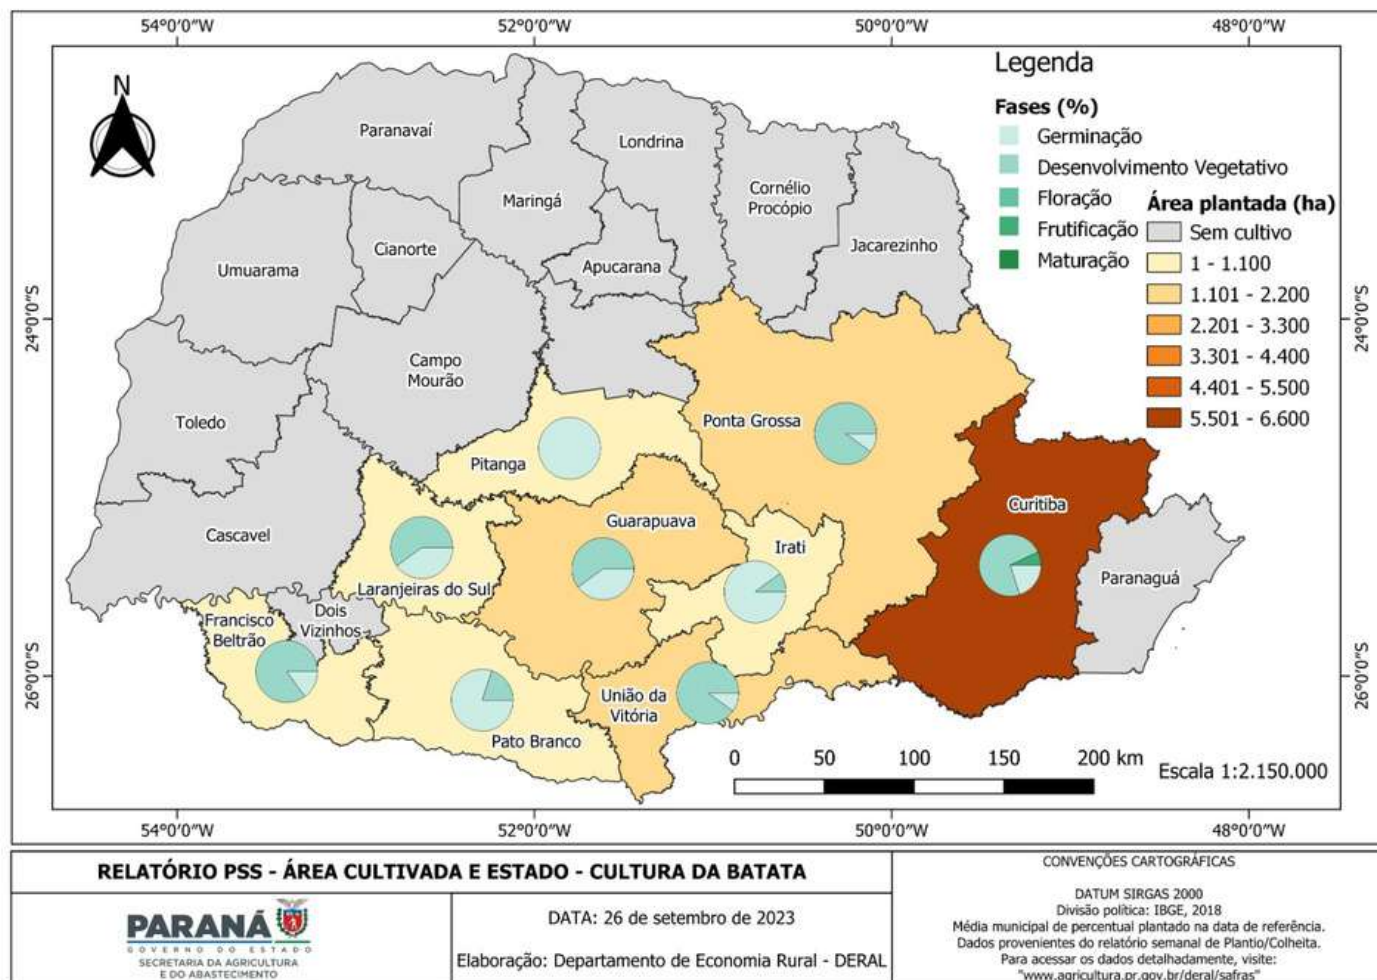 54°0'0"W 52°0'0"W 50°0'0"W 48°0'0"W
N
Legenda
Fases (%)
Germinação
Desenvolvimento Vegetativo
Floração
Frutificação
Maturação
Área plantada (ha)
Sem cultivo
1 - 1.100
1.101 - 2.200
2.201 - 3.300
3.301 - 4.400
4.401 - 5.500
5.501 - 6.600
Paranavaí
Londrina
Maringá
Cornélio
Procópio
Jacarezinho
Umuarama
Cianorte
Apucarana
24°0'0"S
24°0'0"S
Campo
Mourão
Toledo
Ponta Grossa
Pitanga
Cascavel
Guarapuava
Irati
Curitiba
Paranaguá
Laranjeiras do Sul
Dois
Vizinhos
Francisco
Beltrão
União da
Vitória
Pato Branco
26°0'0"S
26°0'0"S
0 50 100 150 200 km
Escala 1:2.150.000
54°0'0"W 52°0'0"W 50°0'0"W 48°0'0"W
RELATÓRIO PSS - ÁREA CULTIVADA E ESTADO - CULTURA DA BATATA
PARANÁ
GOVERNO DO ESTADO
SECRETARIA DA AGRICULTURA
E DO ABASTECIMENTO
DATA: 26 de setembro de 2023
Elaboração: Departamento de Economia Rural - DERAL
CONVENÇÕES CARTOGRÁFICAS
DATUM SIRGAS 2000
Divisão política: IBGE, 2018
Média municipal de percentual plantado na data de referência.
Dados provenientes do relatório semanal de Plantio/Colheita.
Para acessar os dados detalhadamente, visite:
"www.agricultura.pr.gov.br/deral/safras"